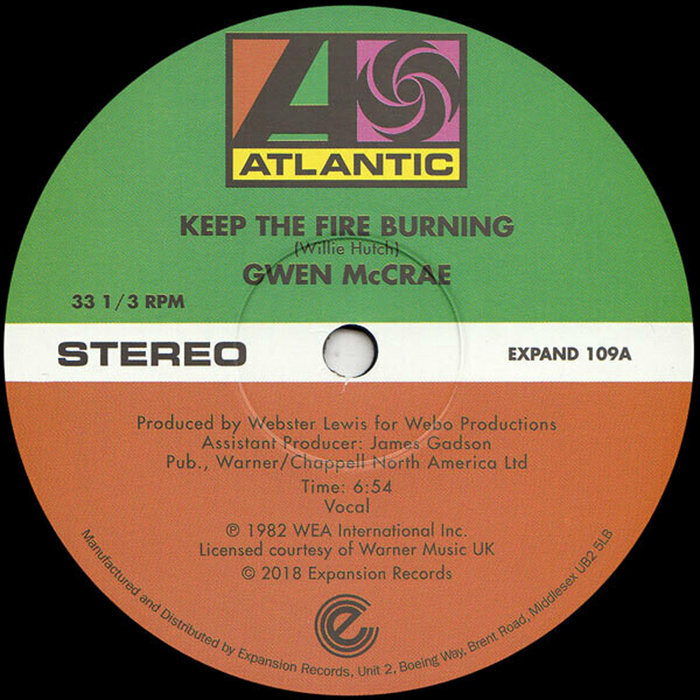 ATLANTIC
KEEP THE FIRE BURNING
(Willie Hutch)
GWEN McCRAE
33 1/3 RPM
STEREO
EXPAND 109A
Produced by Webster Lewis for Webo Productions
Assistant Producer: James Gadson
Pub., Warner/Chappell North America Ltd
Time: 6:54
Vocal
℗ 1982 WEA International Inc.
Licensed courtesy of Warner Music UK
© 2018 Expansion Records
Manufactured and Distributed by Expansion Records, Unit 2, Boeing Way, Brent Road, Middlesex UB2 5LB